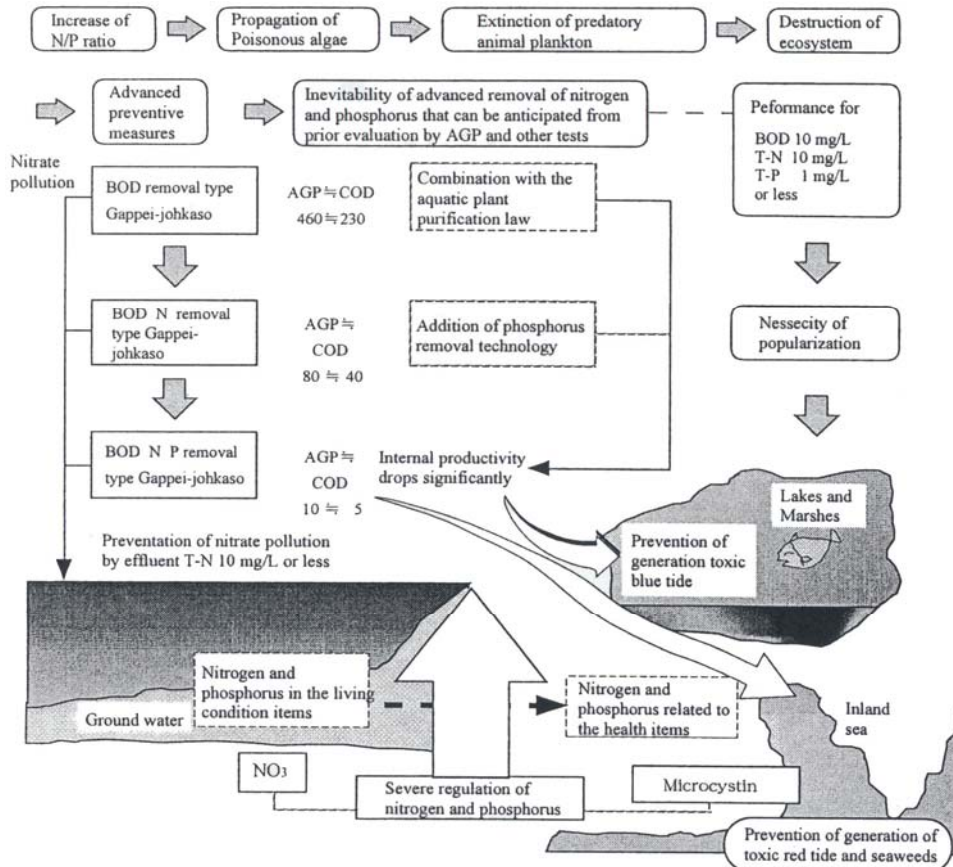 Increase of
N/P ratio
Propagation of
Poisonous algae
Extinction of predatory
animal plankton
Destruction of
ecosystem
Advanced
preventive
measures
Inevitability of advanced removal of nitrogen
and phosphorus that can be anticipated from
prior evaluation by AGP and other tests
Peformance for
BOD 10 mg/L
T-N 10 mg/L
T-P 1 mg/L
or less
Nitrate
pollution
BOD removal type
Gappei-johkaso
AGP≒COD
460≒230
Combination with the
aquatic plant
purification law
BOD N removal
type Gappei-
johkaso
AGP≒
COD
80 ≒ 40
Addition of phosphorus
removal technology
Nessecity of
popularization
BOD N P removal
type Gappei-johkaso
AGP≒
COD
10 ≒ 5
Internal productivity
drops significantly
Lakes and
Marshes
Preventation of nitrate pollution
by effluent T-N 10 mg/L or less
Prevention of
generation toxic
blue tide
Nitrogen and
phosphorus in the living
condition items
Ground water
Nitrogen and
phosphorus related to
the health items
Inland
sea
NO3
Severe regulation of
nitrogen and phosphorus
Microcystin
Prevention of generation of
toxic red tide and seaweeds